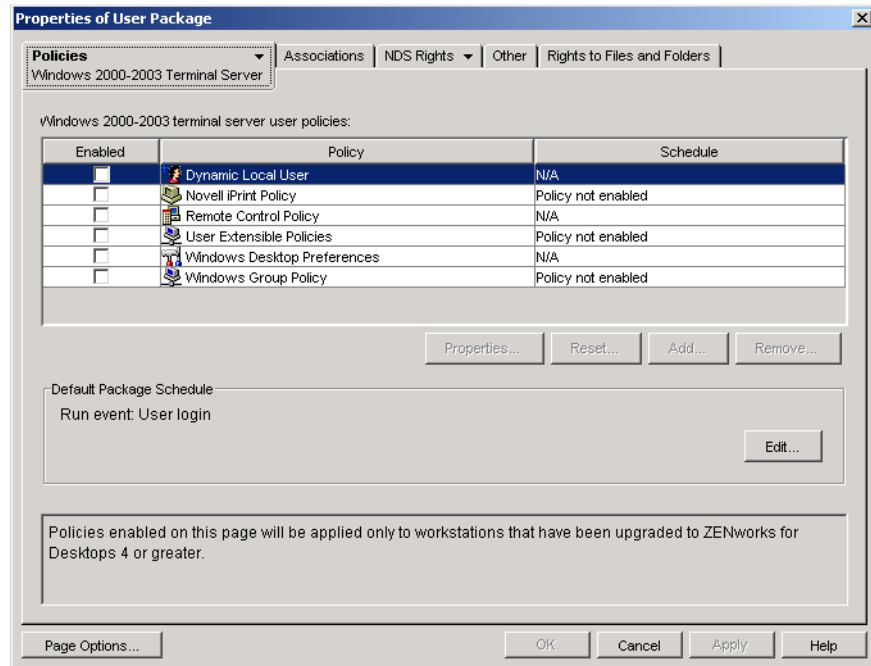 Properties of User Package
Policies
Windows 2000-2003 Terminal Server
Associations
NDS Rights
Other
Rights to Files and Folders
Windows 2000-2003 terminal server user policies:
Enabled Policy Schedule
Dynamic Local User N/A
Novell iPrint Policy Policy not enabled
Remote Control Policy N/A
User Extensible Policies Policy not enabled
Windows Desktop Preferences N/A
Windows Group Policy Policy not enabled
Properties... Reset... Add... Remove...
Default Package Schedule
Run event: User login
Edit...
Policies enabled on this page will be applied only to workstations that have been upgraded to ZENworks for
Desktops 4 or greater.
Page Options... OK Cancel Apply Help